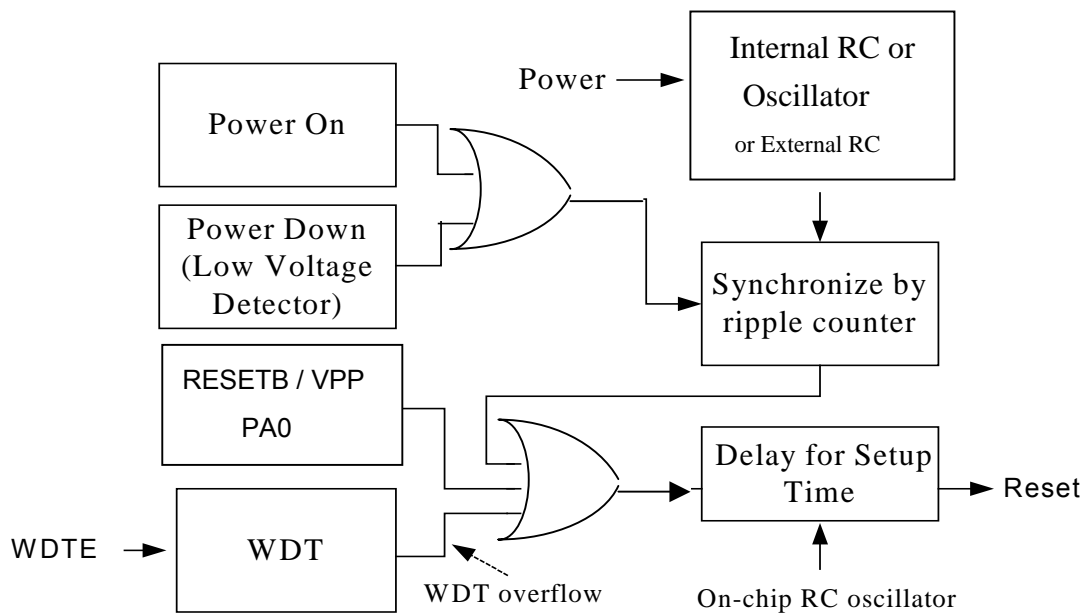 Power On
Power Down
(Low Voltage
Detector)
Power
Internal RC or
Oscillator
or External RC
Synchronize by
ripple counter
RESETB / VPP
PA0
WDTE
WDT
WDT overflow
Delay for Setup
Time
Reset
On-chip RC oscillator